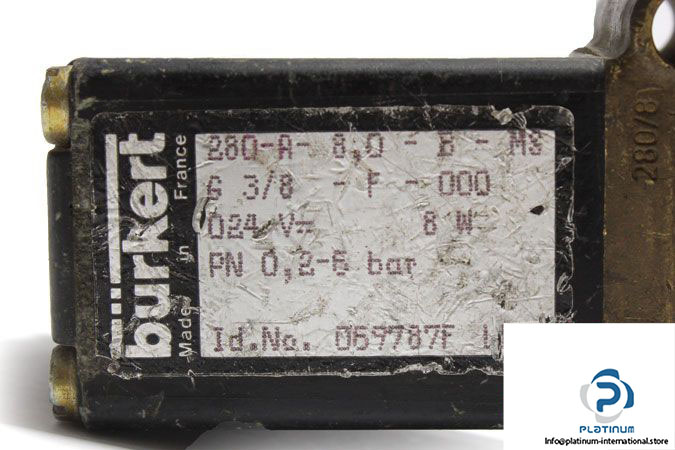 burkert
Made in France
280-A- 8,0 - B - MS
G 3/8 - F - 000
024 V= 8 W
PN 0,2-6 bar
Id.No. 069787F
280/8
PLATINUM
Info@platinum-international.store